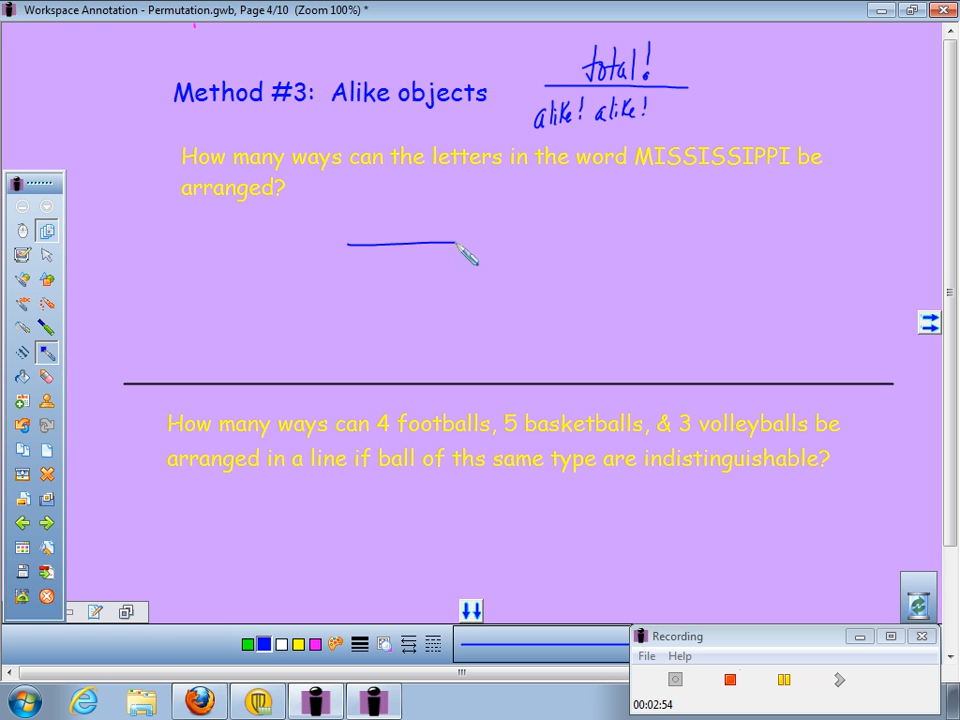 Workspace Annotation - Permutation.gwb, Page 4/10 (Zoom 100%) *
total!
Method #3: Alike objects
alike! alike!
How many ways can the letters in the word MISSISSIPPI be
arranged?
How many ways can 4 footballs, 5 basketballs, & 3 volleyballs be
arranged in a line if ball of ths same type are indistinguishable?
Recording
File Help
00:02:54